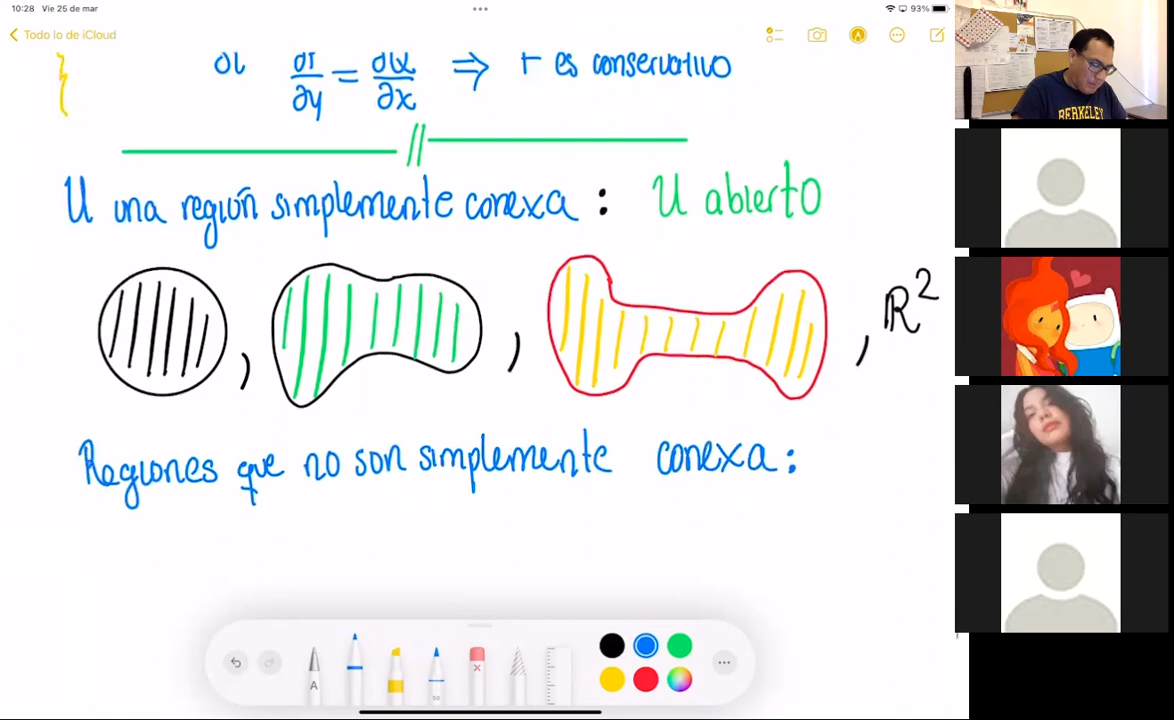 10:28 Vie 25 de mar
93%
Todo lo de iCloud
∂y = ∂x ⇒ es conservativo
U una región simplemente conexa : U abierto
, , , ℝ²
Regiones que no son simplemente conexa:
BERKELEY
A